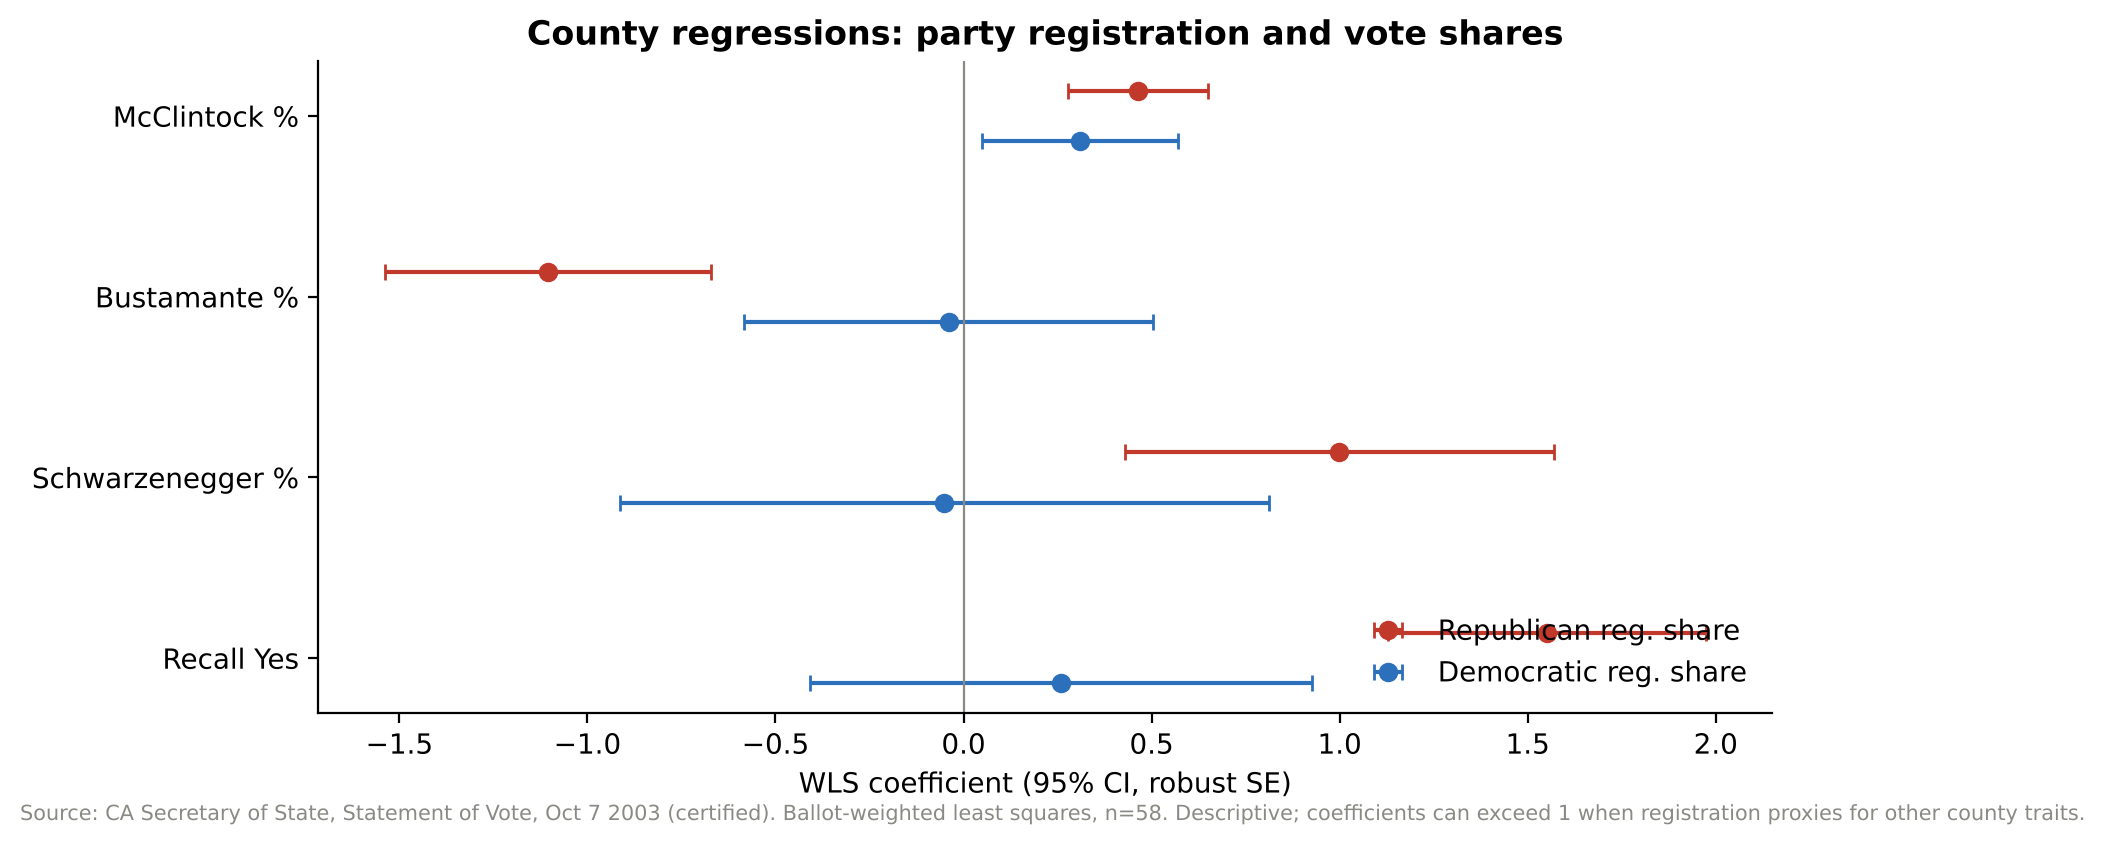 County regressions: party registration and vote shares
McClintock %
Bustamante %
Schwarzenegger %
Recall Yes
Republican reg. share
Democratic reg. share
−1.5 −1.0 −0.5 0.0 0.5 1.0 1.5 2.0
WLS coefficient (95% CI, robust SE)
Source: CA Secretary of State, Statement of Vote, Oct 7 2003 (certified). Ballot-weighted least squares, n=58. Descriptive; coefficients can exceed 1 when registration proxies for other county traits.